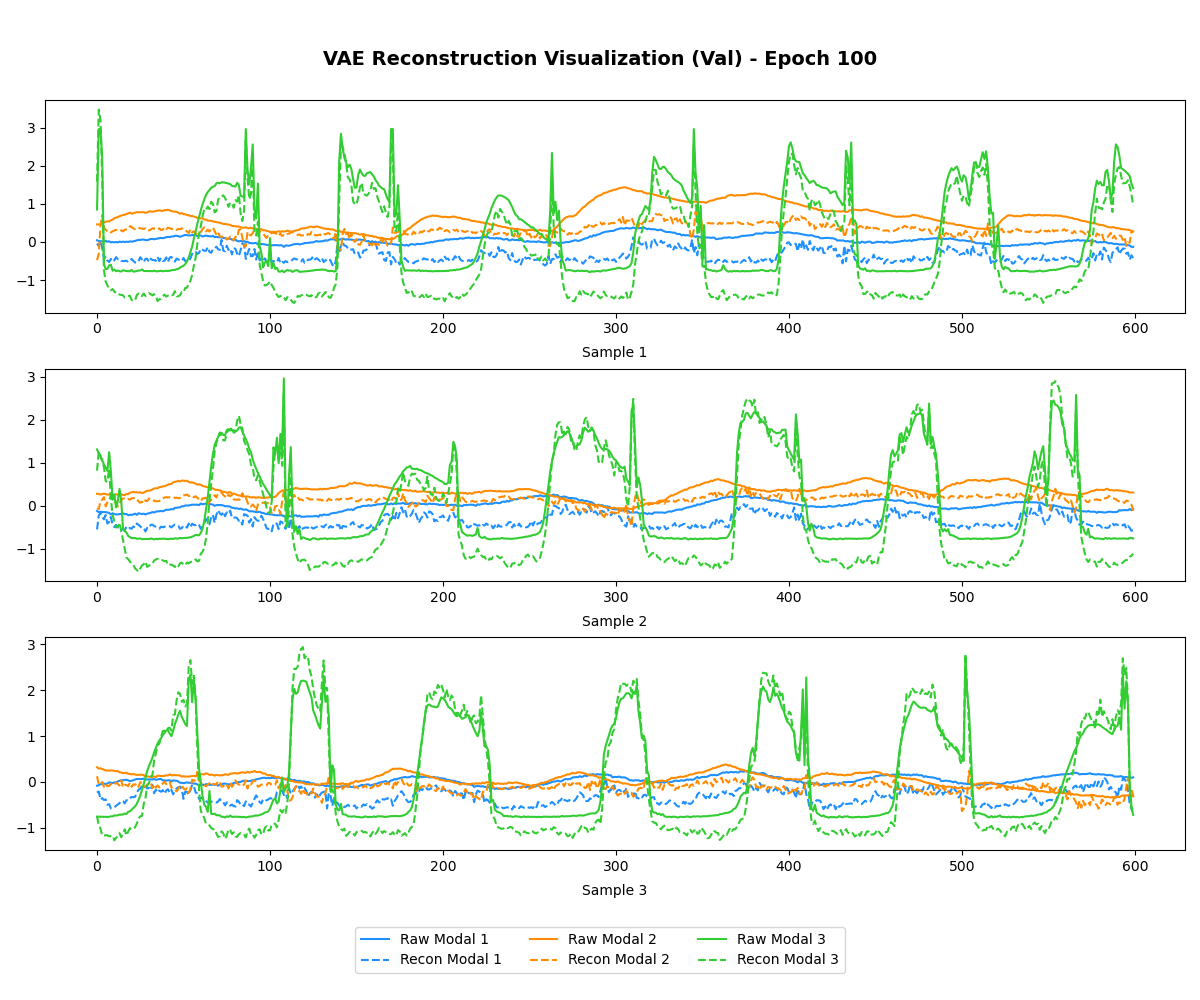 VAE Reconstruction Visualization (Val) - Epoch 100
3
2
1
0
−1
0 100 200 300 400 500 600
Sample 1
3
2
1
0
−1
0 100 200 300 400 500 600
Sample 2
3
2
1
0
−1
0 100 200 300 400 500 600
Sample 3
Raw Modal 1 Raw Modal 2 Raw Modal 3
Recon Modal 1 Recon Modal 2 Recon Modal 3